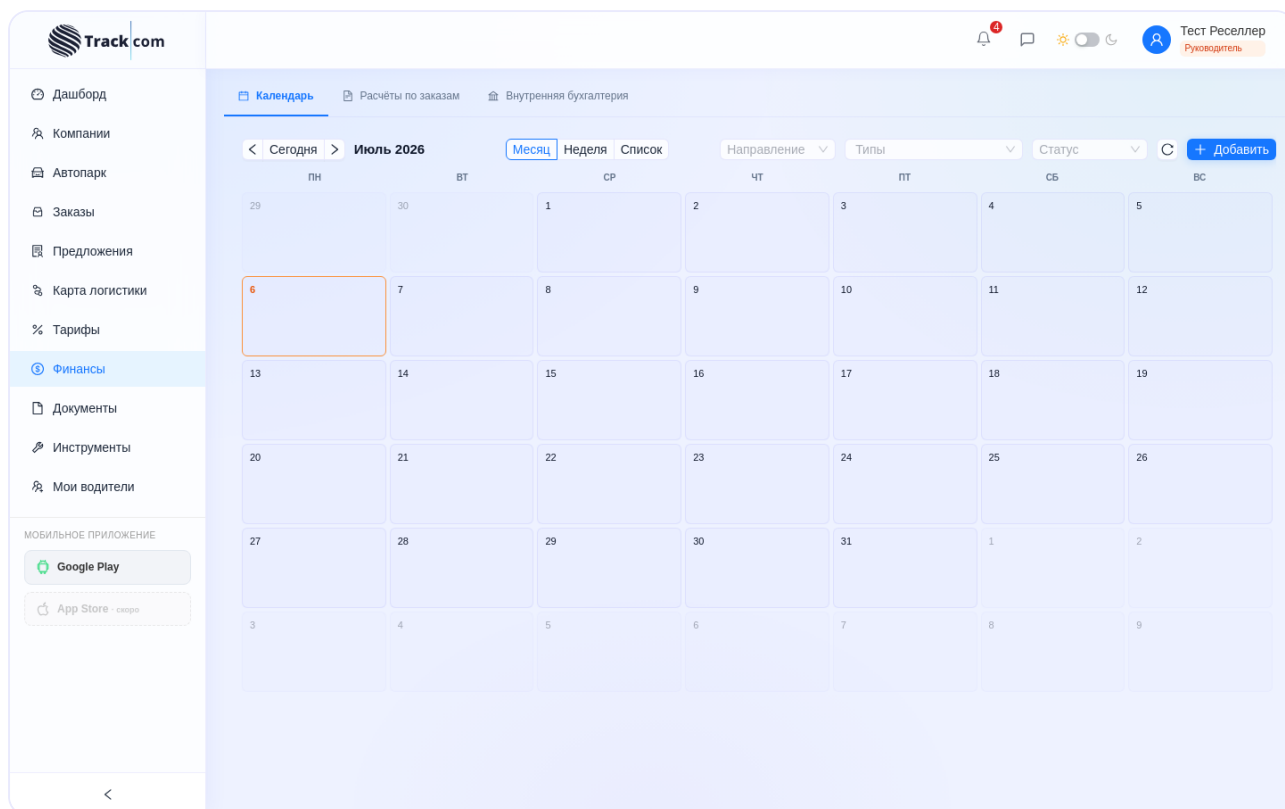 Track com
4
Тест Реселлер
Руководитель
Дашборд
Компании
Автопарк
Заказы
Предложения
Карта логистики
Тарифы
Финансы
Документы
Инструменты
Мои водители
МОБИЛЬНОЕ ПРИЛОЖЕНИЕ
Google Play
App Store - скоро
Календарь Расчёты по заказам Внутренняя бухгалтерия
Сегодня Июль 2026 Месяц Неделя Список Направление Типы Статус Добавить
ПН ВТ СР ЧТ ПТ СБ ВС
29 30 1 2 3 4 5
6 7 8 9 10 11 12
13 14 15 16 17 18 19
20 21 22 23 24 25 26
27 28 29 30 31 1 2
3 4 5 6 7 8 9